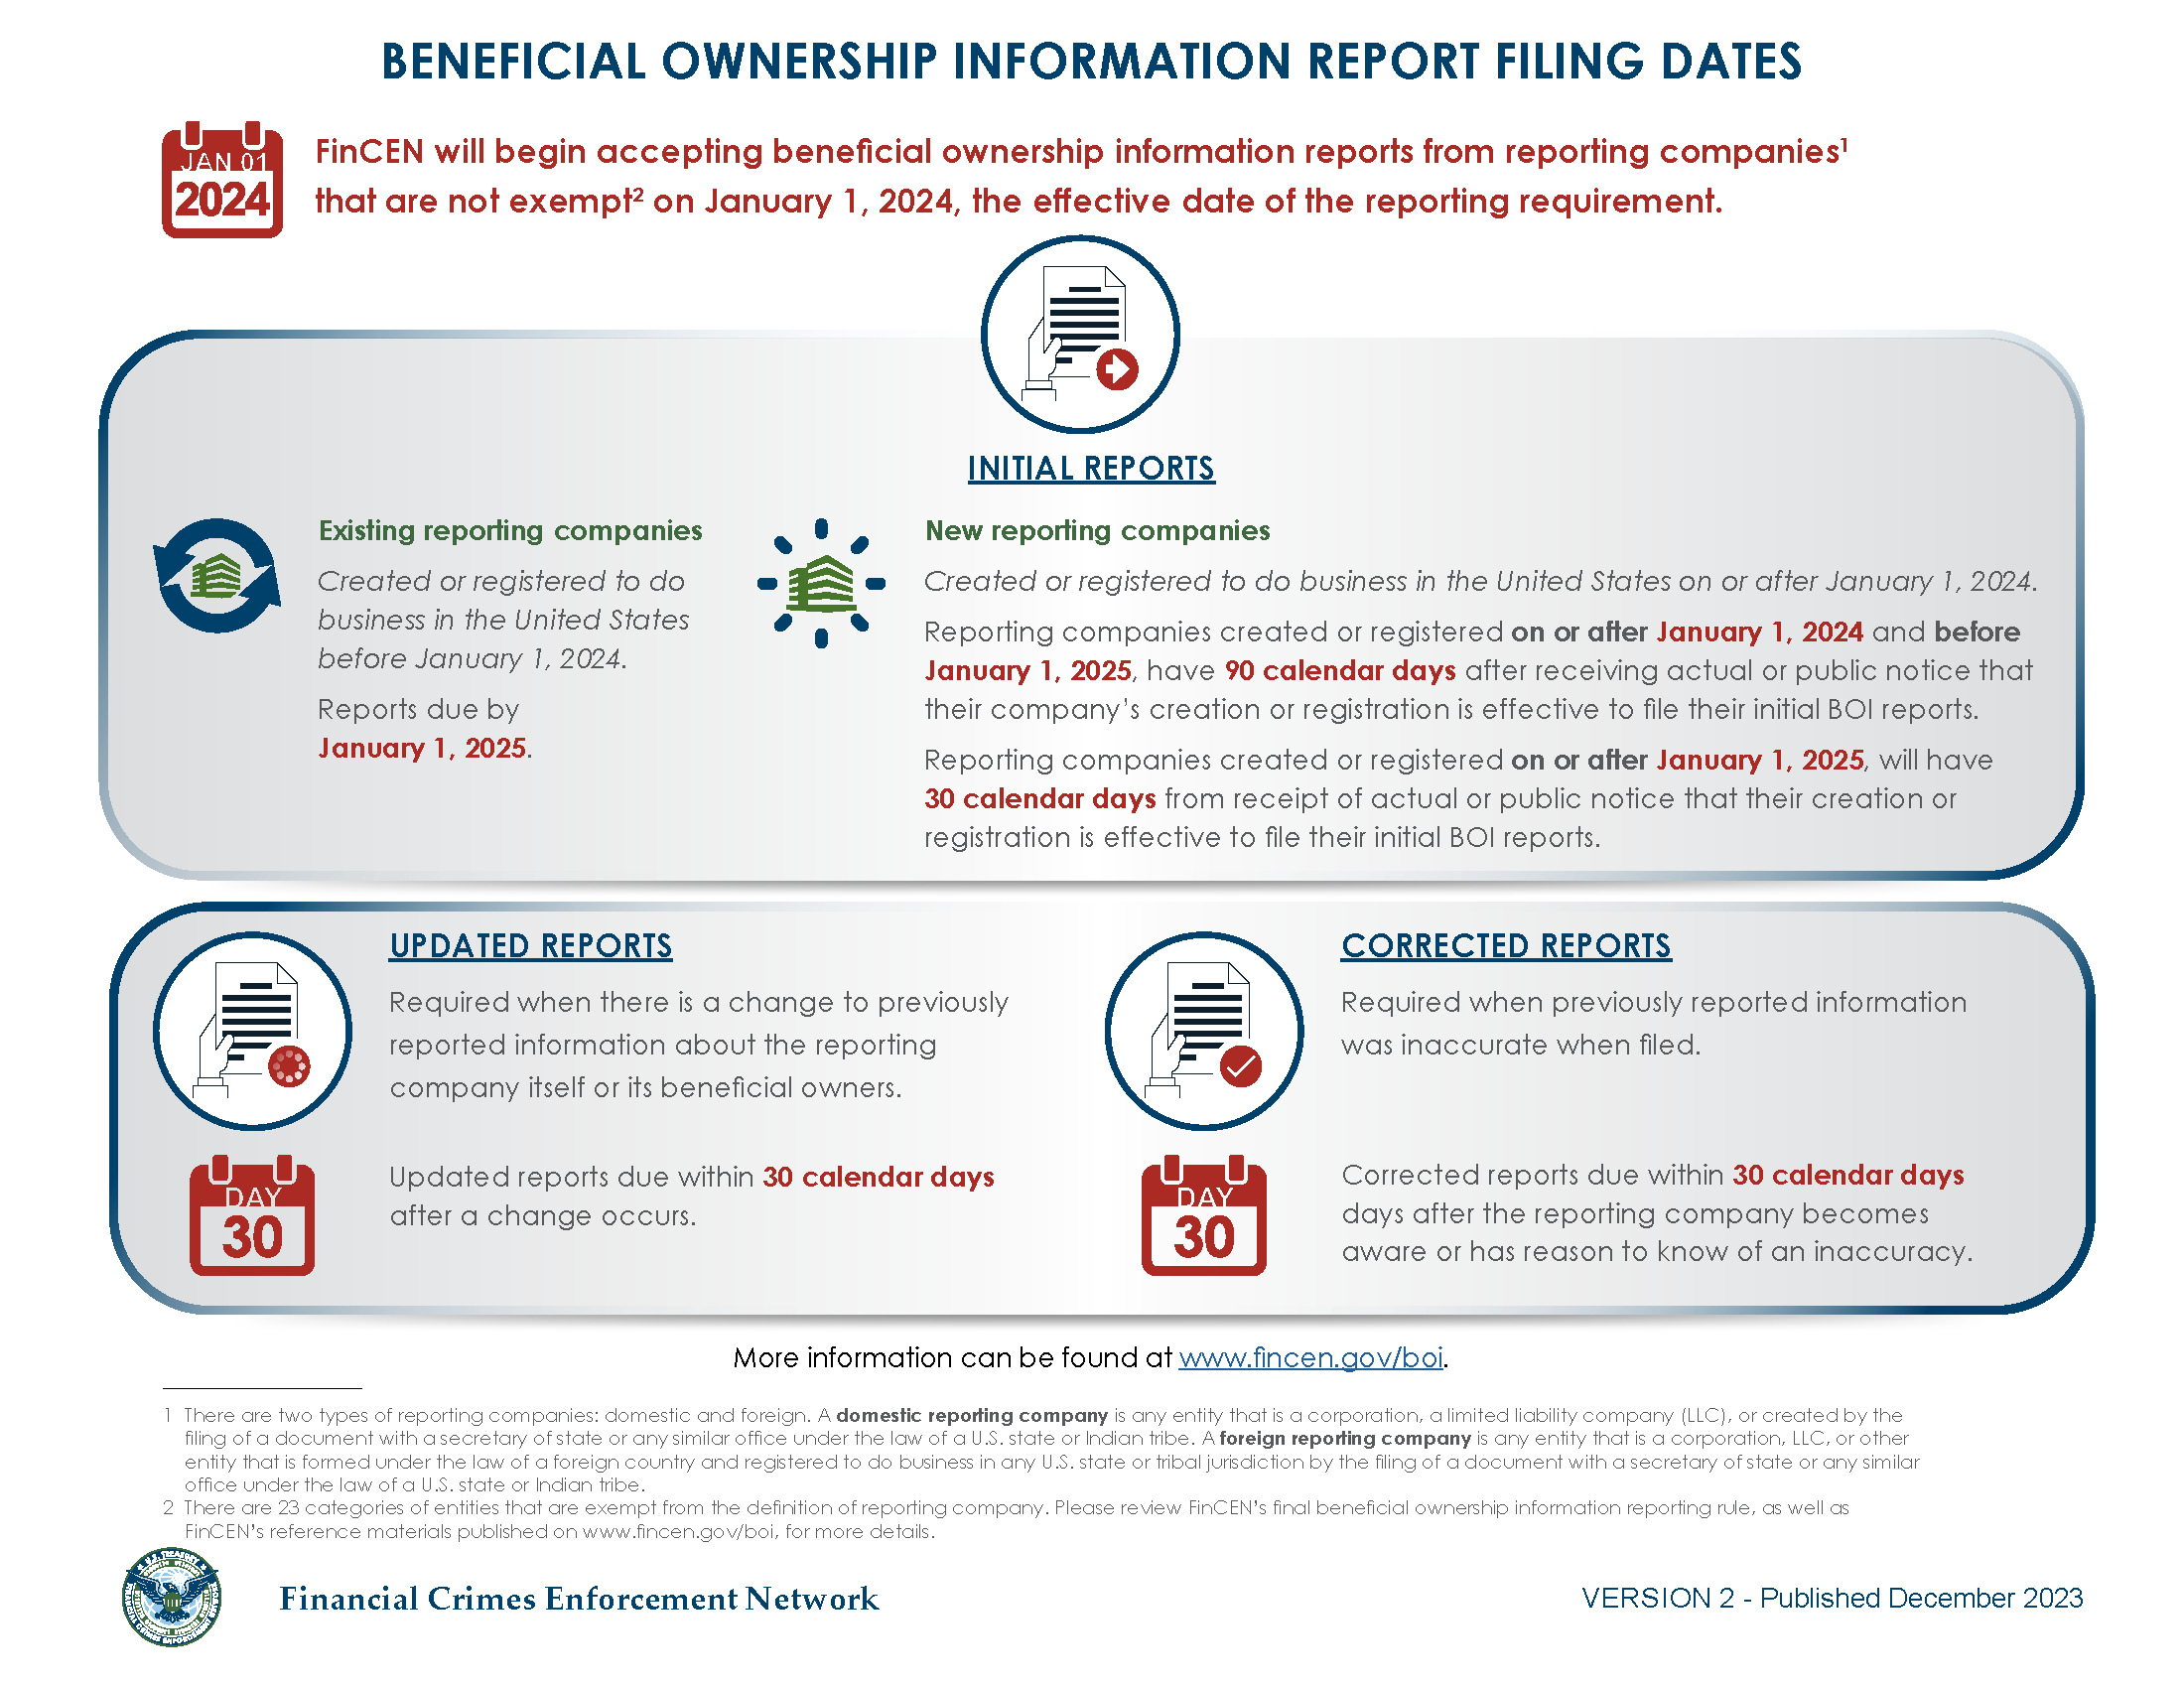 BENEFICIAL OWNERSHIP INFORMATION REPORT FILING DATES
JAN 01
2024
FinCEN will begin accepting beneficial ownership information reports from reporting companies¹
that are not exempt² on January 1, 2024, the effective date of the reporting requirement.
INITIAL REPORTS
Existing reporting companies
Created or registered to do
business in the United States
before January 1, 2024.
Reports due by
January 1, 2025.
New reporting companies
Created or registered to do business in the United States on or after January 1, 2024.
Reporting companies created or registered on or after January 1, 2024 and before
January 1, 2025, have 90 calendar days after receiving actual or public notice that
their company’s creation or registration is effective to file their initial BOI reports.
Reporting companies created or registered on or after January 1, 2025, will have
30 calendar days from receipt of actual or public notice that their creation or
registration is effective to file their initial BOI reports.
UPDATED REPORTS
Required when there is a change to previously
reported information about the reporting
company itself or its beneficial owners.
DAY
30
Updated reports due within 30 calendar days
after a change occurs.
CORRECTED REPORTS
Required when previously reported information
was inaccurate when filed.
DAY
30
Corrected reports due within 30 calendar days
days after the reporting company becomes
aware or has reason to know of an inaccuracy.
More information can be found at www.fincen.gov/boi.
1 There are two types of reporting companies: domestic and foreign. A domestic reporting company is any entity that is a corporation, a limited liability company (LLC), or created by the
filing of a document with a secretary of state or any similar office under the law of a U.S. state or Indian tribe. A foreign reporting company is any entity that is a corporation, LLC, or other
entity that is formed under the law of a foreign country and registered to do business in any U.S. state or tribal jurisdiction by the filing of a document with a secretary of state or any similar
office under the law of a U.S. state or Indian tribe.
2 There are 23 categories of entities that are exempt from the definition of reporting company. Please review FinCEN’s final beneficial ownership information reporting rule, as well as
FinCEN’s reference materials published on www.fincen.gov/boi, for more details.
U.S. TREASURY
Financial Crimes Enforcement Network
VERSION 2 - Published December 2023